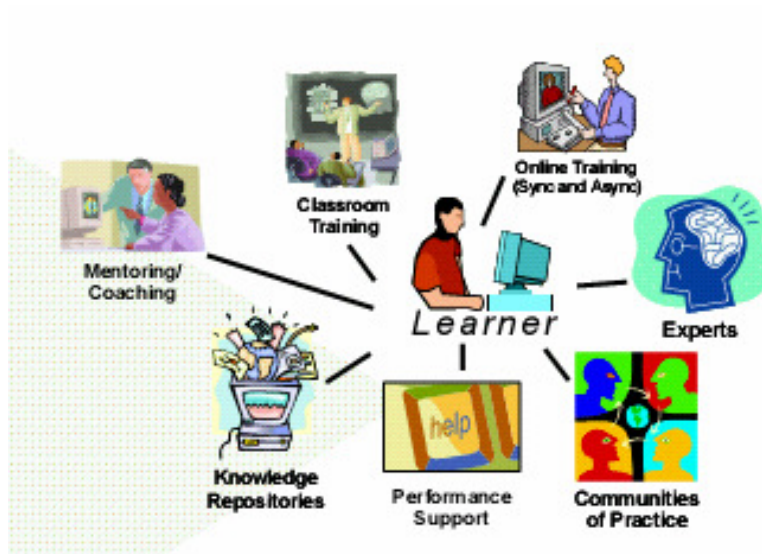 Online Training
(Sync and Async)
Classroom
Training
Mentoring/
Coaching
Learner
Experts
help
Knowledge
Repositories
Performance
Support
Communities
of Practice